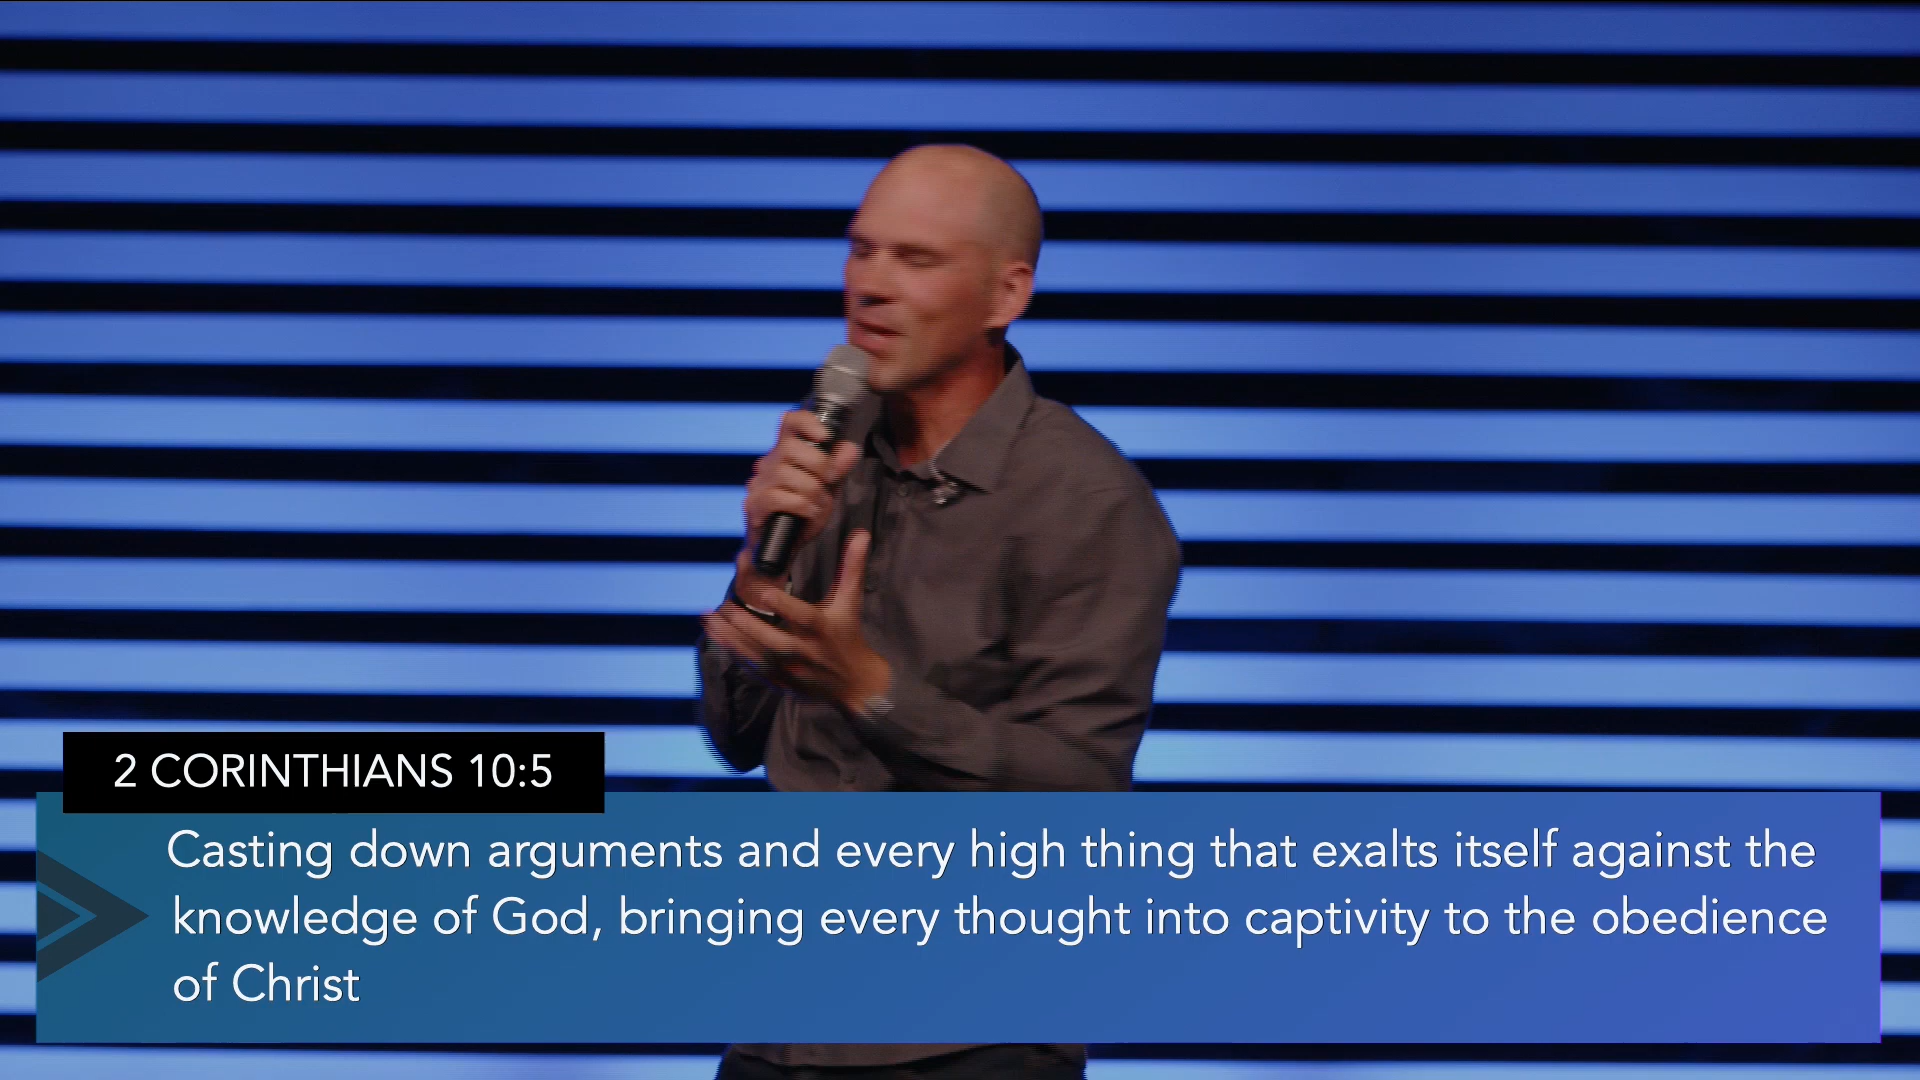 2 CORINTHIANS 10:5
Casting down arguments and every high thing that exalts itself against the
knowledge of God, bringing every thought into captivity to the obedience
of Christ